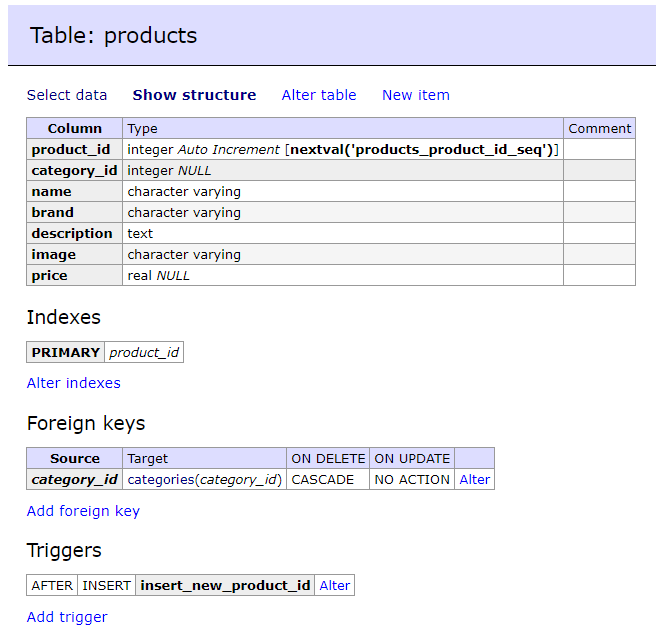 Table: products
Select data Show structure Alter table New item
Column Type Comment
product_id integer Auto Increment [nextval('products_product_id_seq')]
category_id integer NULL
name character varying
brand character varying
description text
image character varying
price real NULL
Indexes
PRIMARY product_id
Alter indexes
Foreign keys
Source Target ON DELETE ON UPDATE
category_id categories(category_id) CASCADE NO ACTION Alter
Add foreign key
Triggers
AFTER INSERT insert_new_product_id Alter
Add trigger